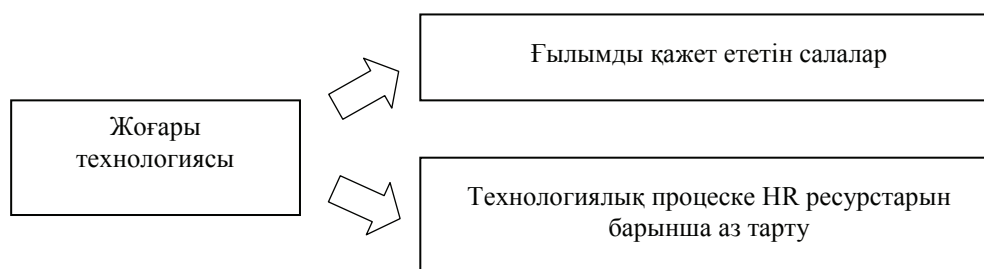 Ғылымды қажет ететін салалар
Жоғары
технологиясы
Технологиялық процеске HR ресурстарын
барынша аз тарту